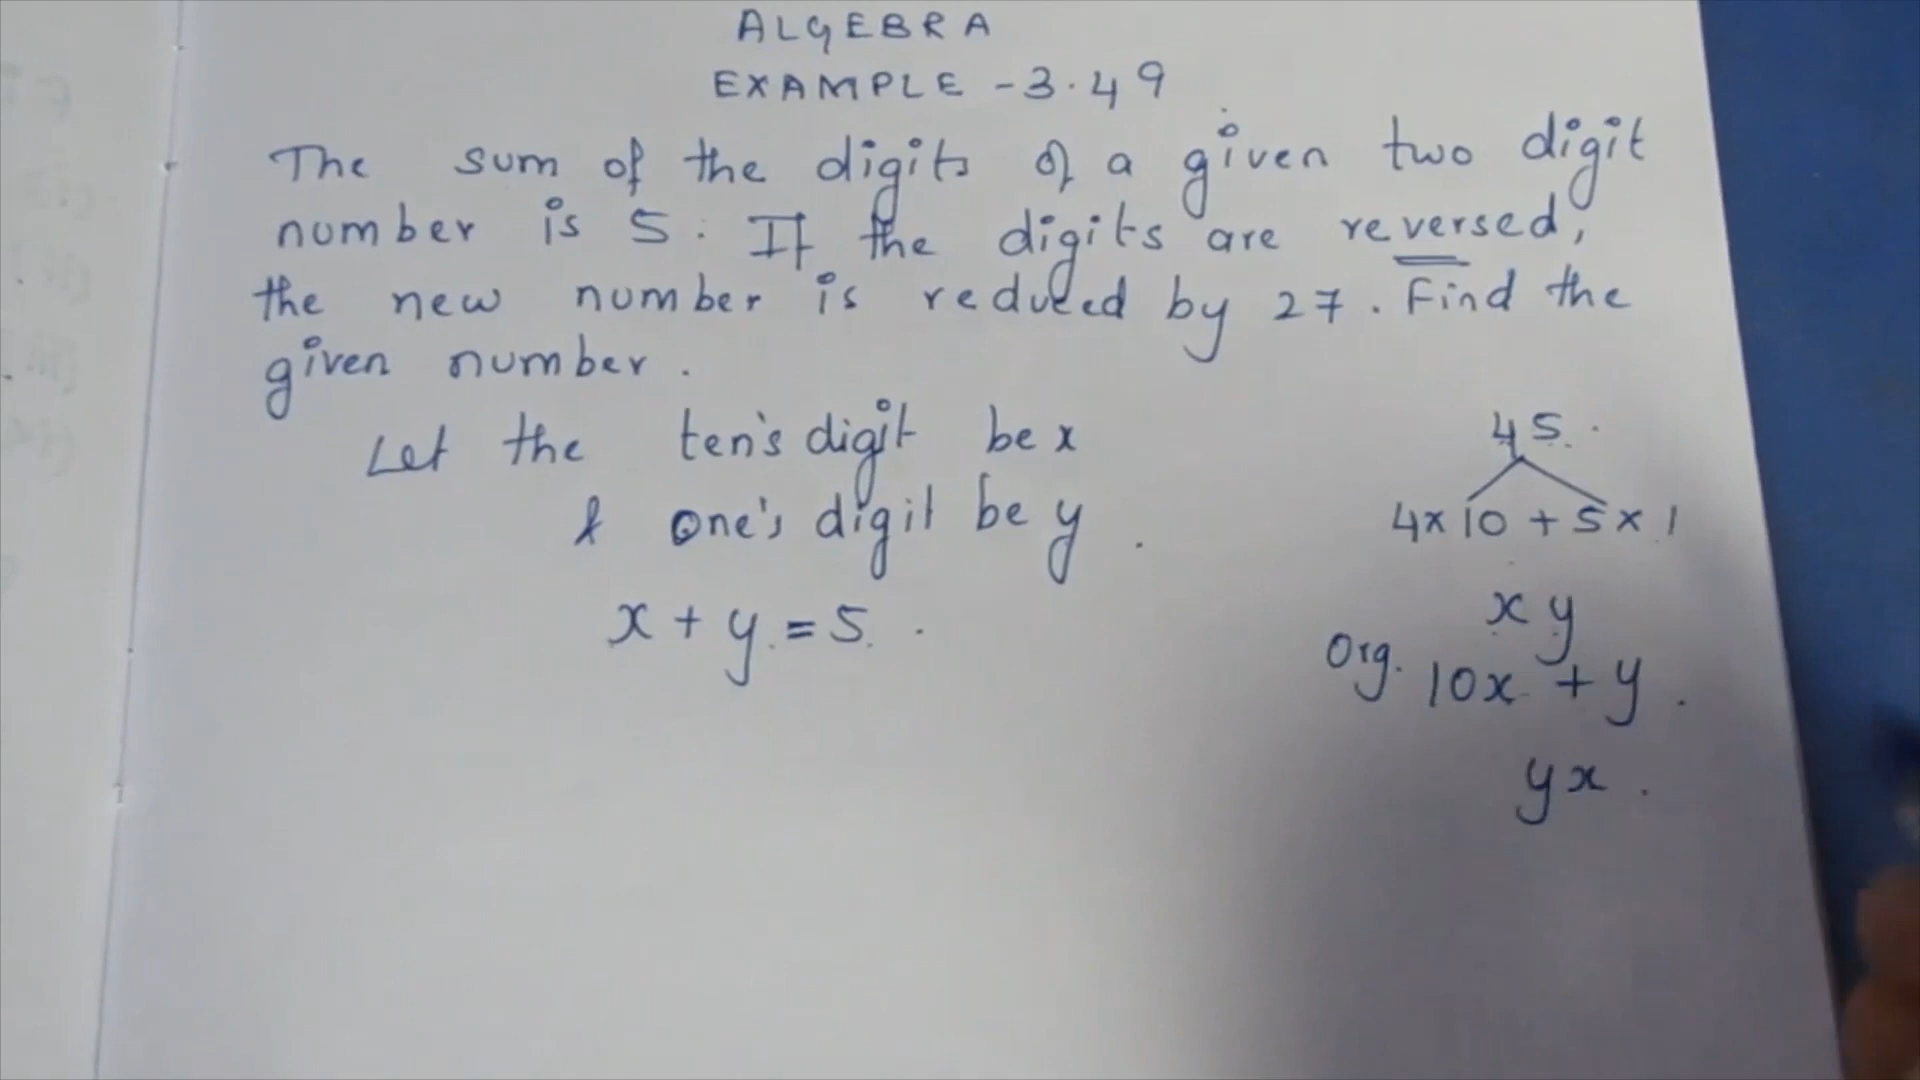 ALGEBRA
EXAMPLE - 3.49
The sum of the digits of a given two digit
number is 5. If the digits are reversed,
the new number is reduced by 27. Find the
given number.
Let the ten's digit be x
& one's digit be y.
x + y = 5.
45.
4x10 + 5x1
xy
Org. 10x + y.
yx.